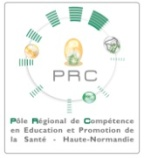 PRC
Pôle Régional de Compétence
en Education et Promotion de
la Santé - Haute-Normandie